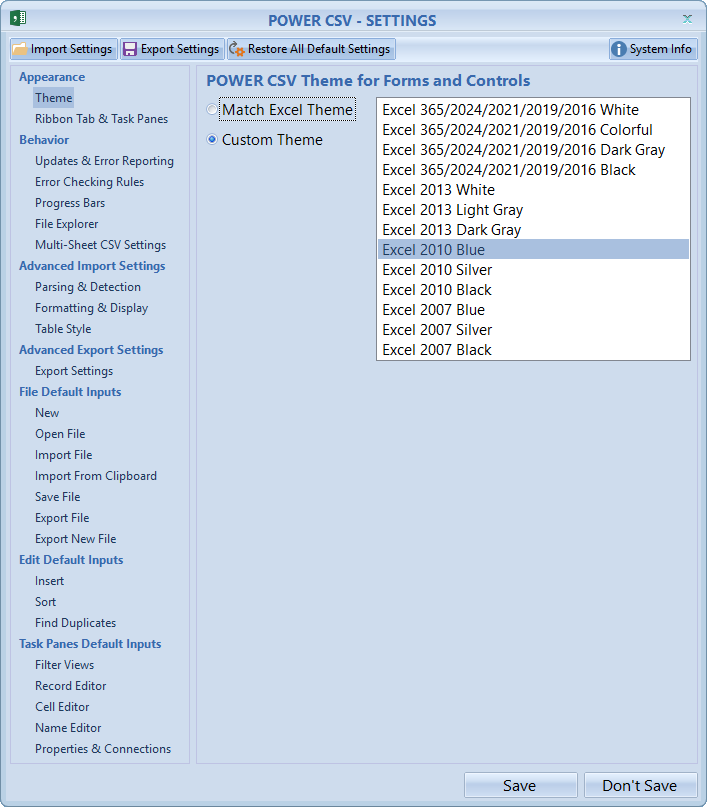 POWER CSV - SETTINGS
Import Settings
Export Settings
Restore All Default Settings
System Info
Appearance
Theme
Ribbon Tab & Task Panes
Behavior
Updates & Error Reporting
Error Checking Rules
Progress Bars
File Explorer
Multi-Sheet CSV Settings
Advanced Import Settings
Parsing & Detection
Formatting & Display
Table Style
Advanced Export Settings
Export Settings
File Default Inputs
New
Open File
Import File
Import From Clipboard
Save File
Export File
Export New File
Edit Default Inputs
Insert
Sort
Find Duplicates
Task Panes Default Inputs
Filter Views
Record Editor
Cell Editor
Name Editor
Properties & Connections
POWER CSV Theme for Forms and Controls
Match Excel Theme
Custom Theme
Excel 365/2024/2021/2019/2016 White
Excel 365/2024/2021/2019/2016 Colorful
Excel 365/2024/2021/2019/2016 Dark Gray
Excel 365/2024/2021/2019/2016 Black
Excel 2013 White
Excel 2013 Light Gray
Excel 2013 Dark Gray
Excel 2010 Blue
Excel 2010 Silver
Excel 2010 Black
Excel 2007 Blue
Excel 2007 Silver
Excel 2007 Black
Save
Don't Save